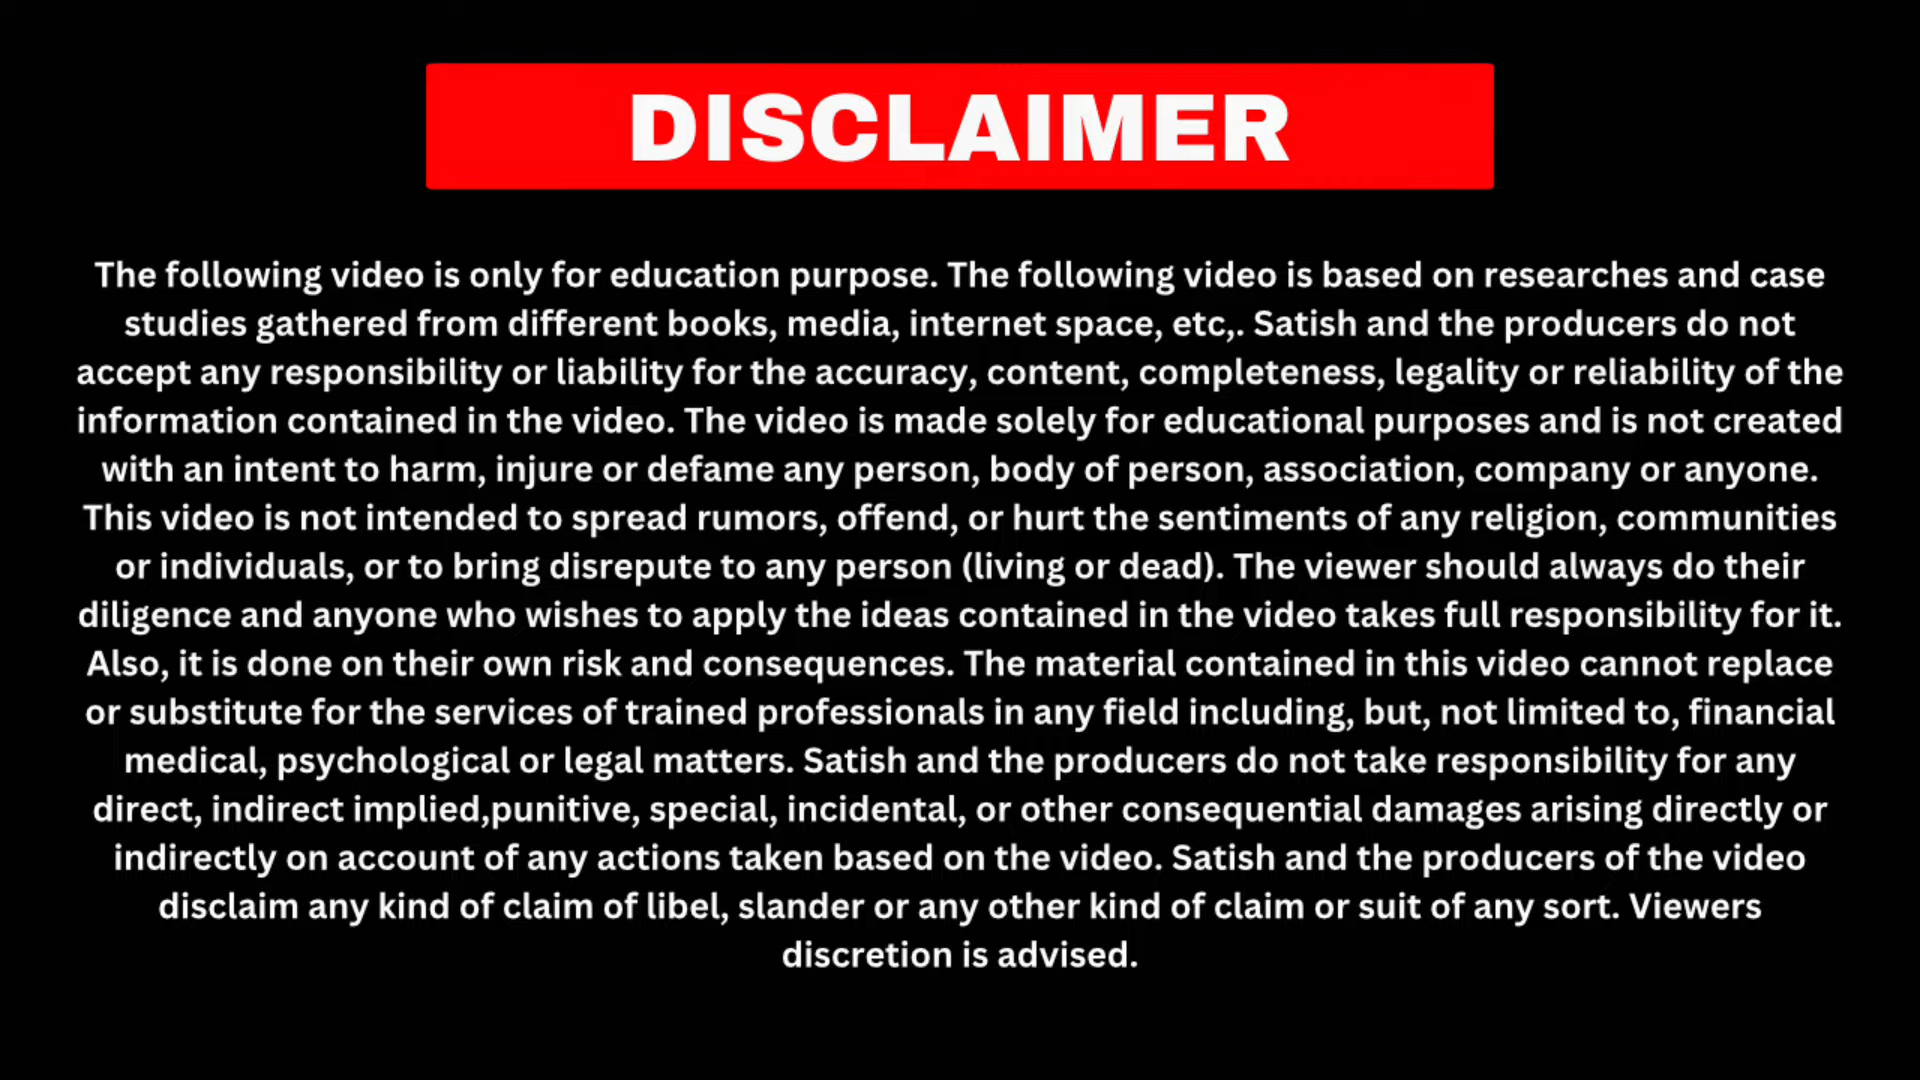 DISCLAIMER
The following video is only for education purpose. The following video is based on researches and case
studies gathered from different books, media, internet space, etc,. Satish and the producers do not
accept any responsibility or liability for the accuracy, content, completeness, legality or reliability of the
information contained in the video. The video is made solely for educational purposes and is not created
with an intent to harm, injure or defame any person, body of person, association, company or anyone.
This video is not intended to spread rumors, offend, or hurt the sentiments of any religion, communities
or individuals, or to bring disrepute to any person (living or dead). The viewer should always do their
diligence and anyone who wishes to apply the ideas contained in the video takes full responsibility for it.
Also, it is done on their own risk and consequences. The material contained in this video cannot replace
or substitute for the services of trained professionals in any field including, but, not limited to, financial
medical, psychological or legal matters. Satish and the producers do not take responsibility for any
direct, indirect implied,punitive, special, incidental, or other consequential damages arising directly or
indirectly on account of any actions taken based on the video. Satish and the producers of the video
disclaim any kind of claim of libel, slander or any other kind of claim or suit of any sort. Viewers
discretion is advised.